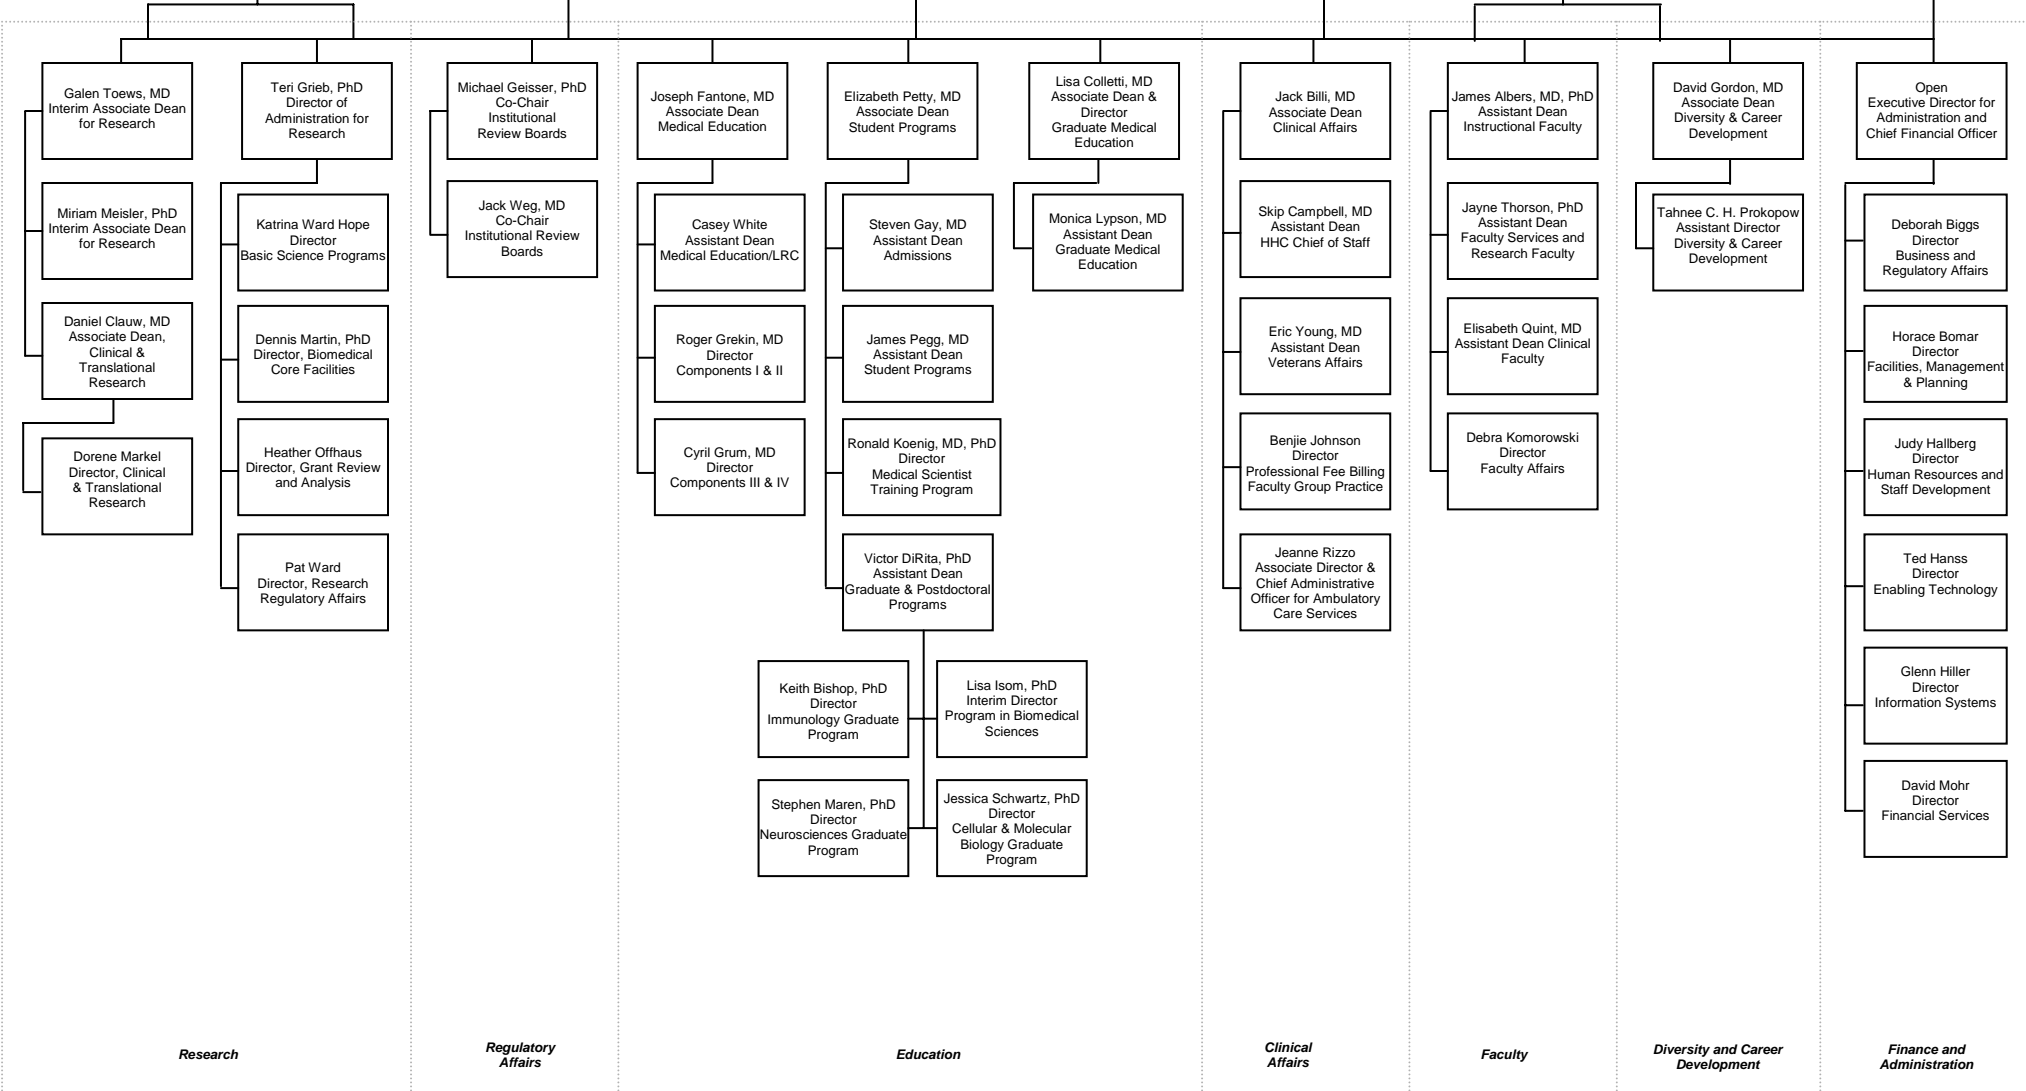 Galen Toews, MD
Interim Associate Dean
for Research
Miriam Meisler, PhD
Interim Associate Dean
for Research
Daniel Clauw, MD
Associate Dean,
Clinical &
Translational
Research
Dorene Markel
Director, Clinical
& Translational
Research
Teri Grieb, PhD
Director of
Administration for
Research
Katrina Ward Hope
Director
Basic Science Programs
Dennis Martin, PhD
Director, Biomedical
Core Facilities
Heather Offhaus
Director, Grant Review
and Analysis
Pat Ward
Director, Research
Regulatory Affairs
Research
Michael Geisser, PhD
Co-Chair
Institutional
Review Boards
Jack Weg, MD
Co-Chair
Institutional Review
Boards
Regulatory
Affairs
Joseph Fantone, MD
Associate Dean
Medical Education
Casey White
Assistant Dean
Medical Education/LRC
Roger Grekin, MD
Director
Components I & II
Cyril Grum, MD
Director
Components III & IV
Elizabeth Petty, MD
Associate Dean
Student Programs
Steven Gay, MD
Assistant Dean
Admissions
James Pegg, MD
Assistant Dean
Student Programs
Ronald Koenig, MD, PhD
Director
Medical Scientist
Training Program
Victor DiRita, PhD
Assistant Dean
Graduate & Postdoctoral
Programs
Keith Bishop, PhD
Director
Immunology Graduate
Program
Lisa Isom, PhD
Interim Director
Program in Biomedical
Sciences
Stephen Maren, PhD
Director
Neurosciences Graduate
Program
Jessica Schwartz, PhD
Director
Cellular & Molecular
Biology Graduate
Program
Lisa Colletti, MD
Associate Dean &
Director
Graduate Medical
Education
Monica Lypson, MD
Assistant Dean
Graduate Medical
Education
Education
Jack Billi, MD
Associate Dean
Clinical Affairs
Skip Campbell, MD
Assistant Dean
HHC Chief of Staff
Eric Young, MD
Assistant Dean
Veterans Affairs
Benjie Johnson
Director
Professional Fee Billing
Faculty Group Practice
Jeanne Rizzo
Associate Director &
Chief Administrative
Officer for Ambulatory
Care Services
Clinical
Affairs
James Albers, MD, PhD
Assistant Dean
Instructional Faculty
Jayne Thorson, PhD
Assistant Dean
Faculty Services and
Research Faculty
Elisabeth Quint, MD
Assistant Dean Clinical
Faculty
Debra Komorowski
Director
Faculty Affairs
Faculty
David Gordon, MD
Associate Dean
Diversity & Career
Development
Tahnee C. H. Prokopow
Assistant Director
Diversity & Career
Development
Diversity and Career
Development
Open
Executive Director for
Administration and
Chief Financial Officer
Deborah Biggs
Director
Business and
Regulatory Affairs
Horace Bomar
Director
Facilities, Management
& Planning
Judy Hallberg
Director
Human Resources and
Staff Development
Ted Hanss
Director
Enabling Technology
Glenn Hiller
Director
Information Systems
David Mohr
Director
Financial Services
Finance and
Administration